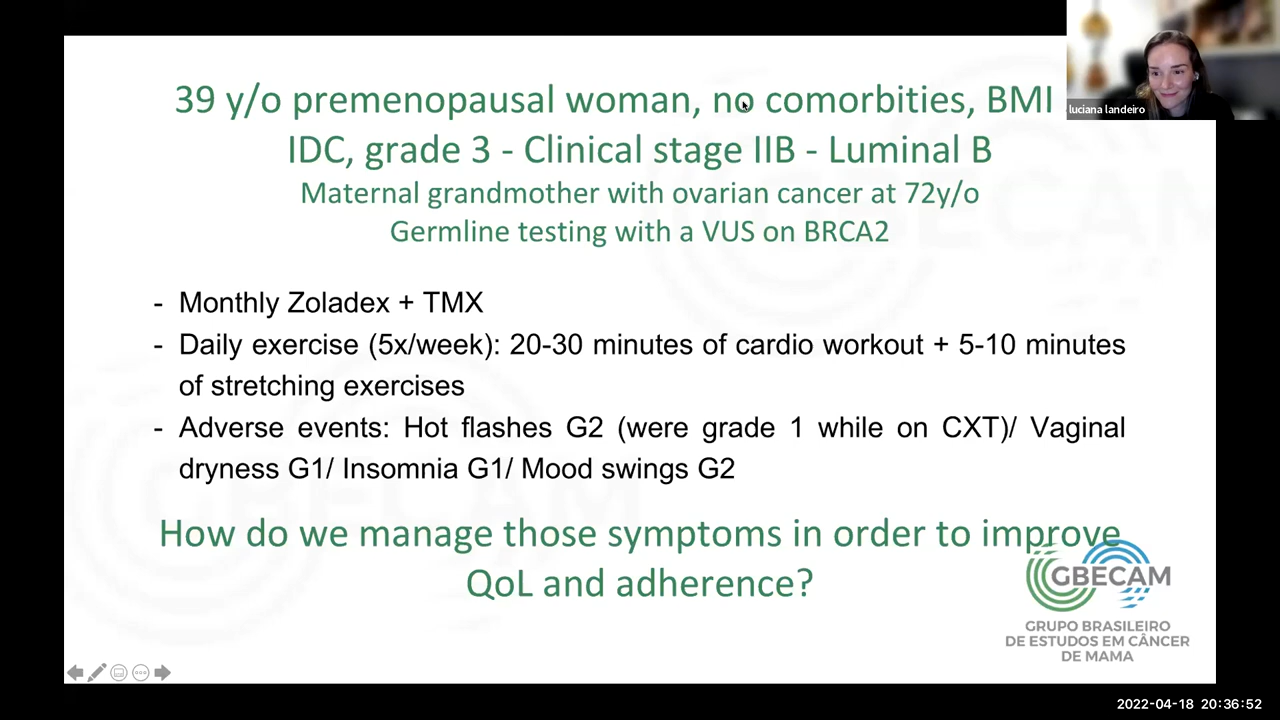 39 y/o premenopausal woman, no comorbities, BMI
IDC, grade 3 - Clinical stage IIB - Luminal B
Maternal grandmother with ovarian cancer at 72y/o
Germline testing with a VUS on BRCA2
- Monthly Zoladex + TMX
- Daily exercise (5x/week): 20-30 minutes of cardio workout + 5-10 minutes
of stretching exercises
- Adverse events: Hot flashes G2 (were grade 1 while on CXT)/ Vaginal
dryness G1/ Insomnia G1/ Mood swings G2
How do we manage those symptoms in order to improve
QoL and adherence?
GBECAM
GRUPO BRASILEIRO
DE ESTUDOS EM CÂNCER
DE MAMA
luciana landeiro
2022-04-18 20:36:52